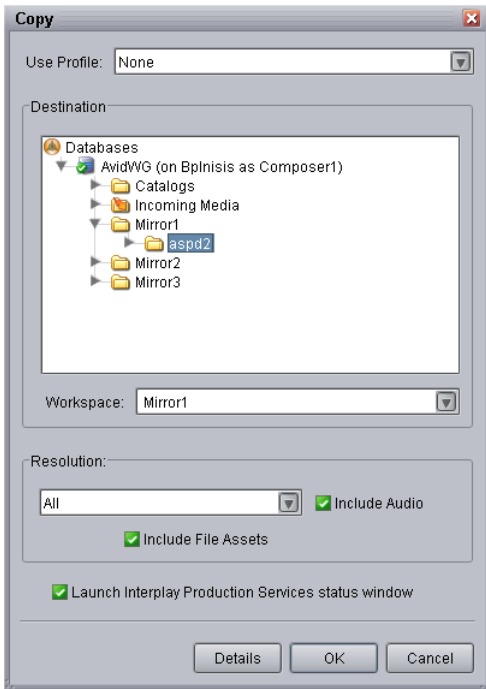 Copy
Use Profile: None
Destination
Databases
AvidWG (on Bplnisis as Composer1)
Catalogs
Incoming Media
Mirror1
aspd2
Mirror2
Mirror3
Workspace: Mirror1
Resolution:
All Include Audio
Include File Assets
Launch Interplay Production Services status window
Details OK Cancel